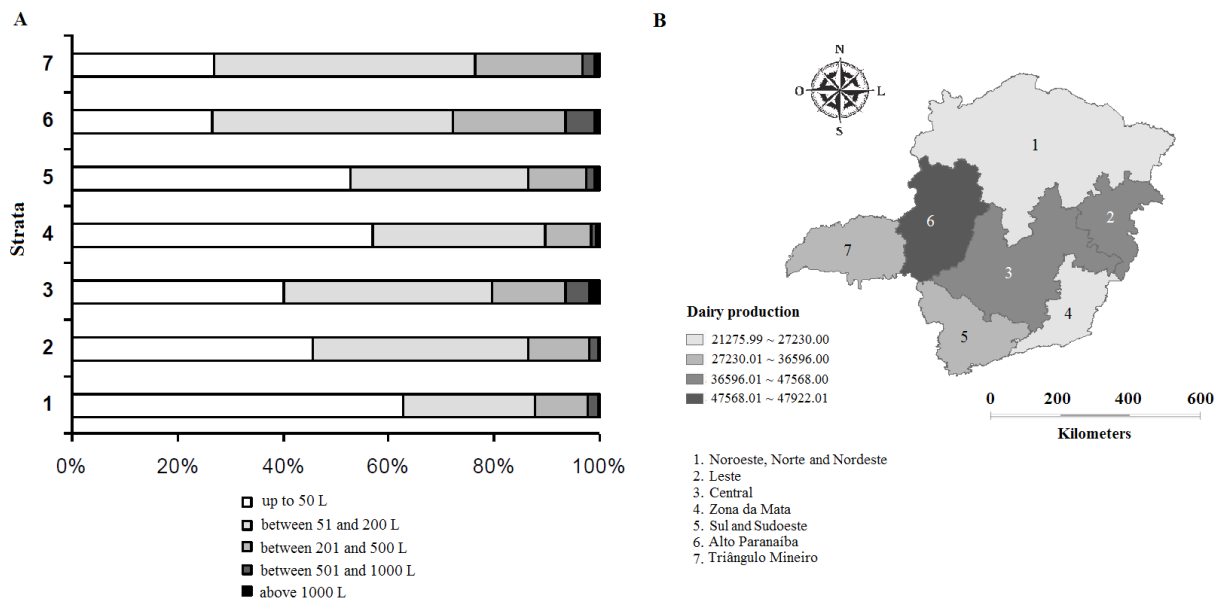 A
Strata
7
6
5
4
3
2
1
0% 20% 40% 60% 80% 100%
up to 50 L
between 51 and 200 L
between 201 and 500 L
between 501 and 1000 L
above 1000 L
B
N
O L
S
1
2
6
7
3
4
5
Dairy production
21275.99 ~ 27230.00
27230.01 ~ 36596.00
36596.01 ~ 47568.00
47568.01 ~ 47922.01
0 200 400 600
Kilometers
1. Noroeste, Norte and Nordeste
2. Leste
3. Central
4. Zona da Mata
5. Sul and Sudoeste
6. Alto Paranaíba
7. Triângulo Mineiro